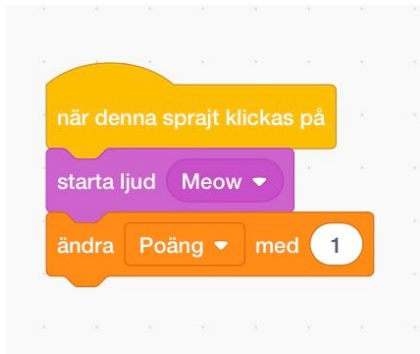 när denna sprajt klickas på
starta ljud Meow
ändra Poäng med 1